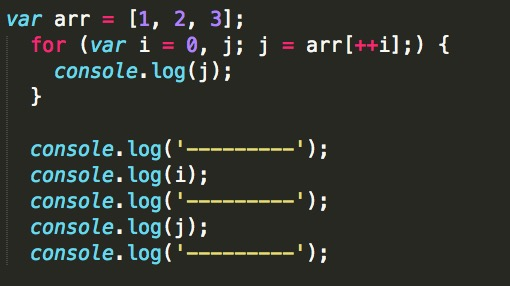 var arr = [1, 2, 3];
for (var i = 0, j; j = arr[++i];) {
console.log(j);
}
console.log('---------');
console.log(i);
console.log('---------');
console.log(j);
console.log('---------');